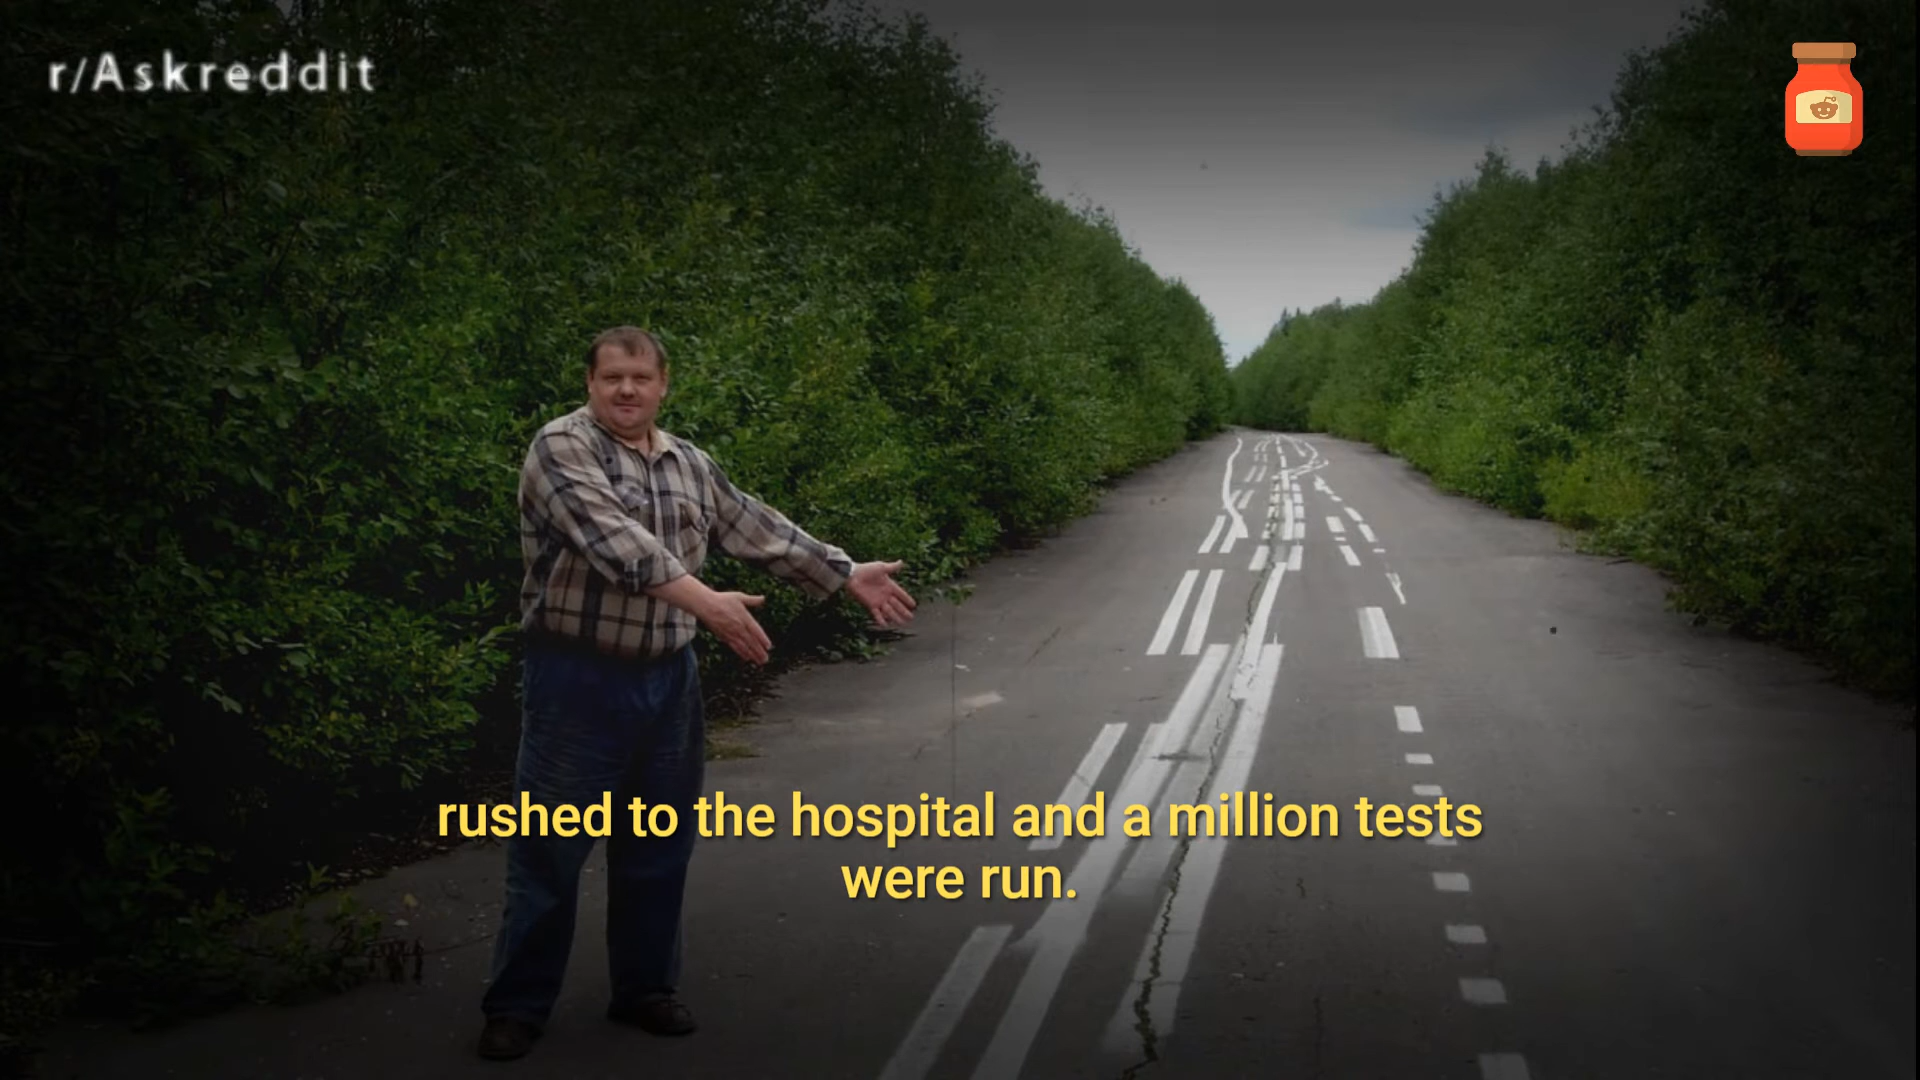 r/Askreddit
rushed to the hospital and a million tests
were run.